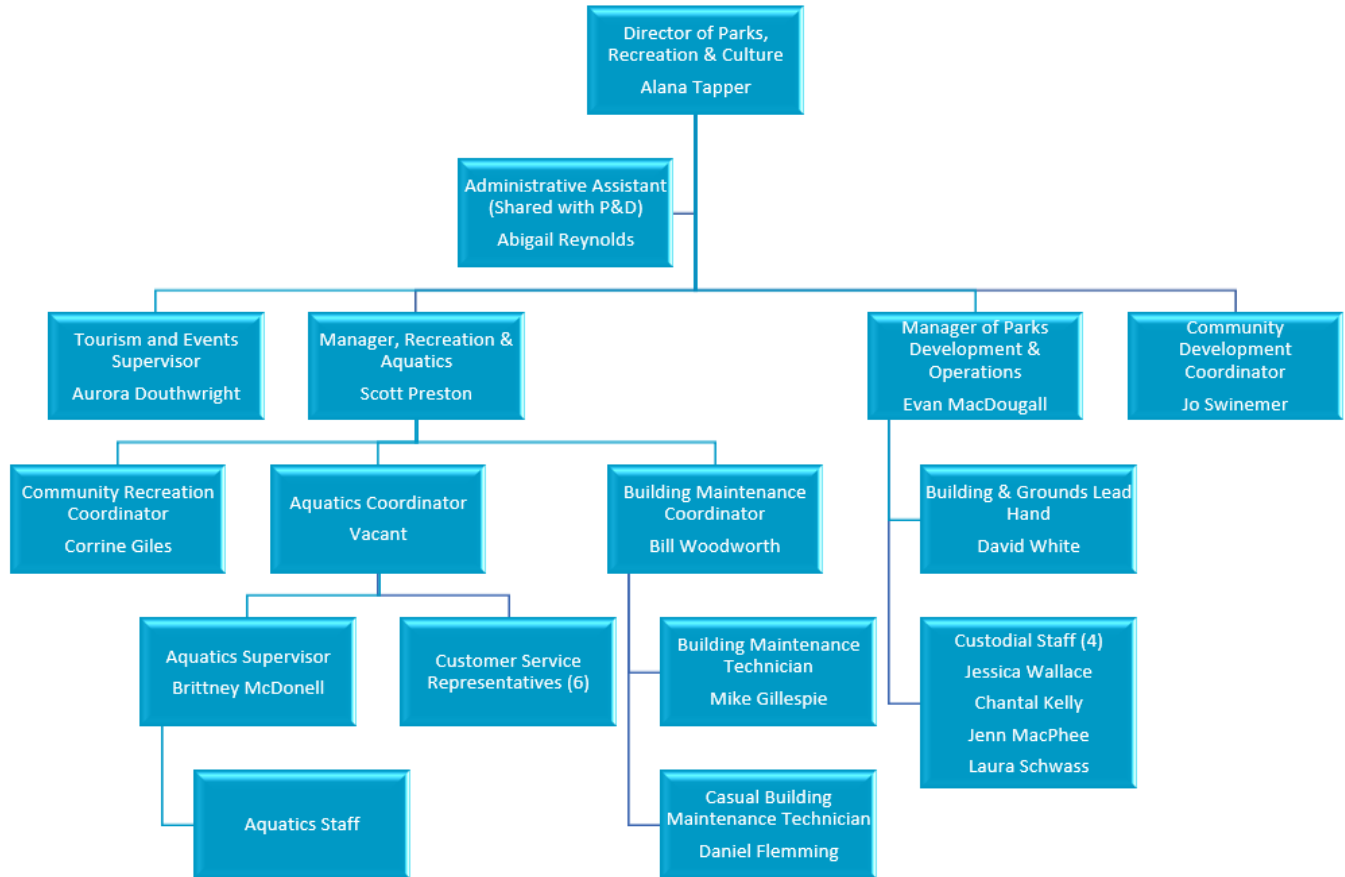 Director of Parks,
Recreation & Culture
Alana Tapper
Administrative Assistant
(Shared with P&D)
Abigail Reynolds
Tourism and Events
Supervisor
Aurora Douthwright
Manager, Recreation &
Aquatics
Scott Preston
Manager of Parks
Development &
Operations
Evan MacDougall
Community
Development
Coordinator
Jo Swinemer
Community Recreation
Coordinator
Corrine Giles
Aquatics Coordinator
Vacant
Building Maintenance
Coordinator
Bill Woodworth
Building & Grounds Lead
Hand
David White
Aquatics Supervisor
Brittney McDonell
Customer Service
Representatives (6)
Building Maintenance
Technician
Mike Gillespie
Custodial Staff (4)
Jessica Wallace
Chantal Kelly
Jenn MacPhee
Laura Schwass
Aquatics Staff
Casual Building
Maintenance Technician
Daniel Flemming